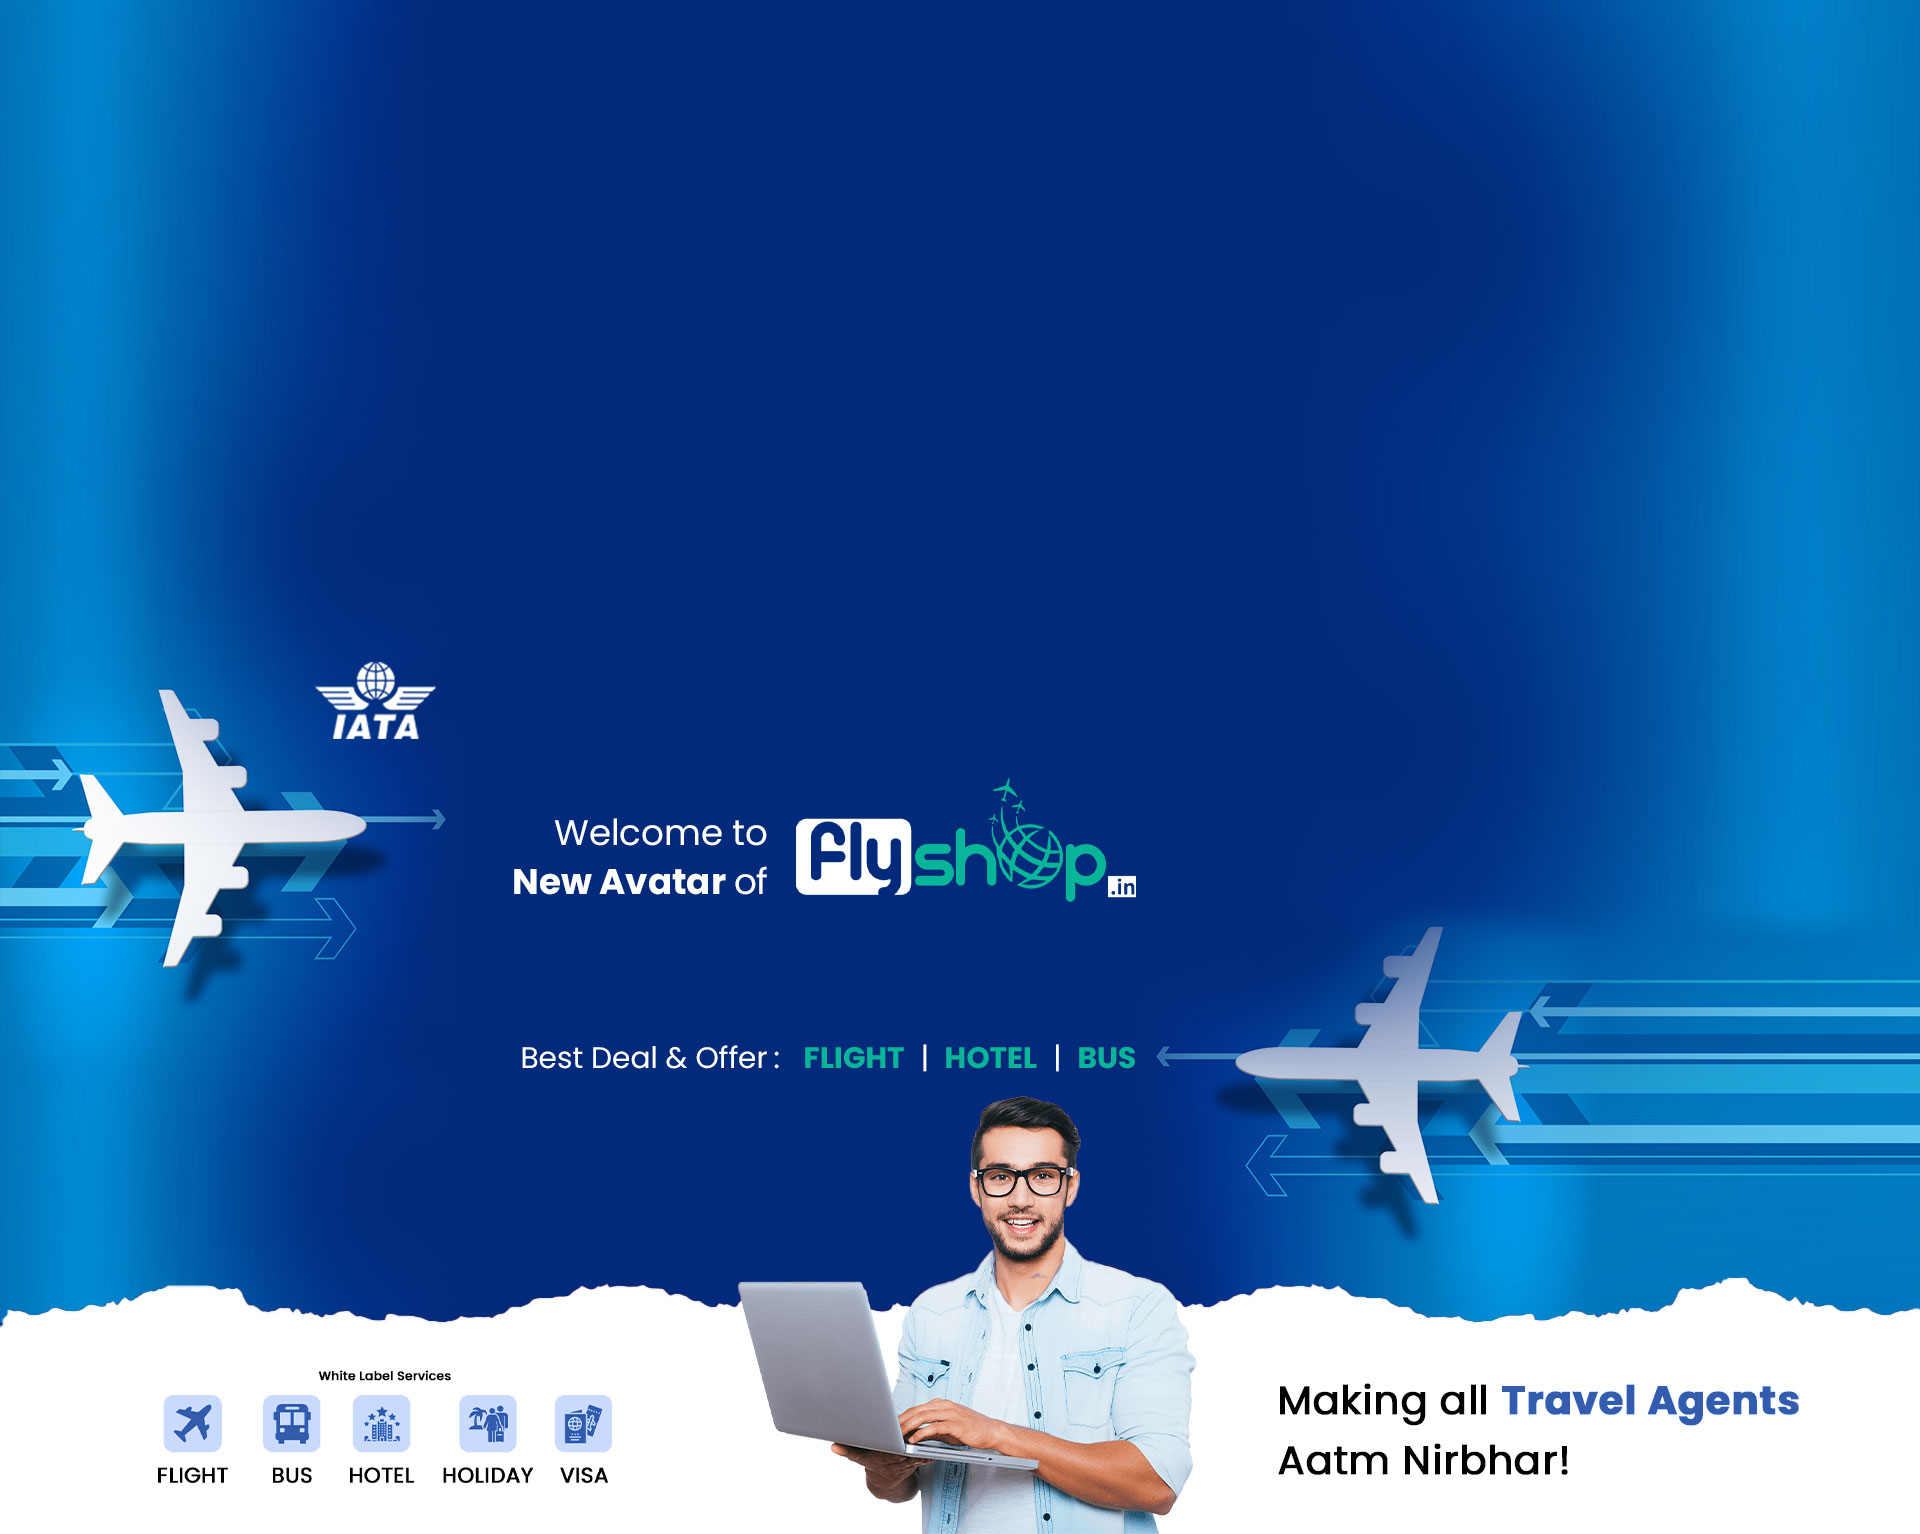 IATA
Welcome to
New Avatar of
flyshop.in
Best Deal & Offer : FLIGHT | HOTEL | BUS
White Label Services
FLIGHT BUS HOTEL HOLIDAY VISA
Making all Travel Agents
Aatm Nirbhar!